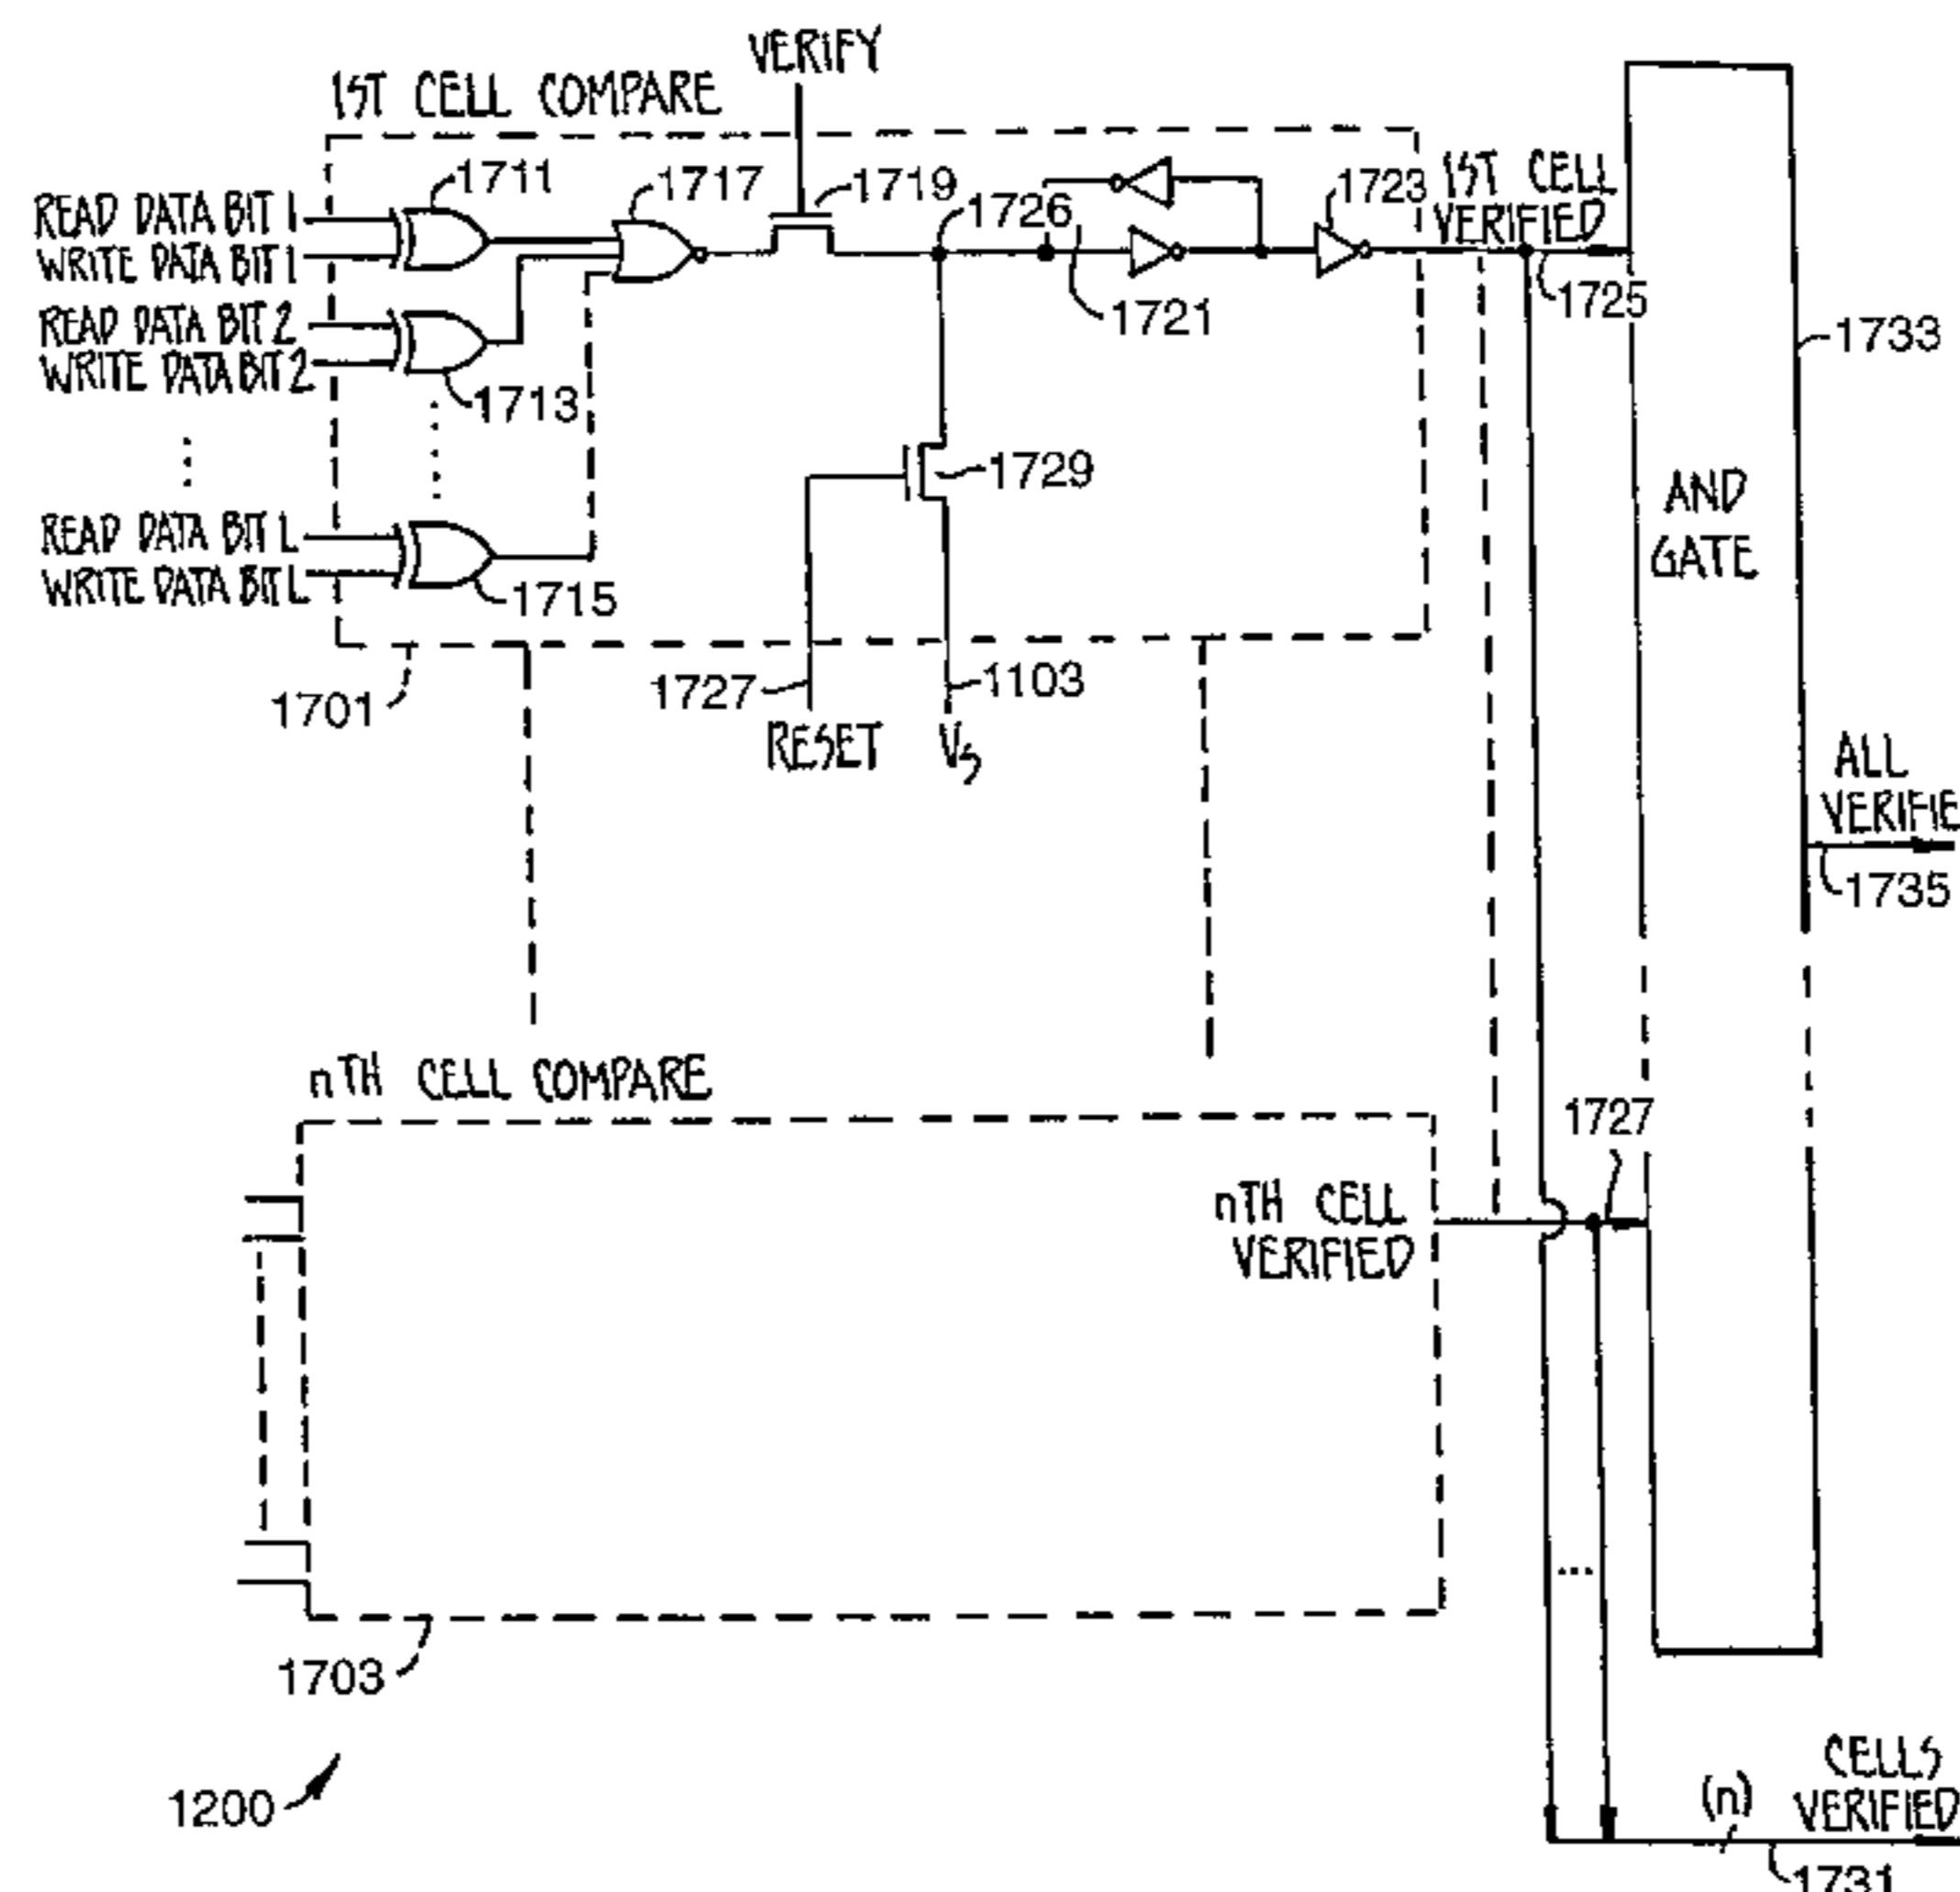 VERIFY
1ST CELL COMPARE
1711
1717
1719
1726
1723
1ST CELL
VERIFIED
READ DATA BIT 1
WRITE DATA BIT 1
1721
1725
READ DATA BIT 2
WRITE DATA BIT 2
1713
1733
1729
AND
GATE
READ DATA BIT L
WRITE DATA BIT L
1715
1701
1727
1103
RESET
VS
ALL
VERIFIE
1735
nTH CELL COMPARE
1727
nTH CELL
VERIFIED
1703
1200
(n)
CELLS
VERIFIED
1731